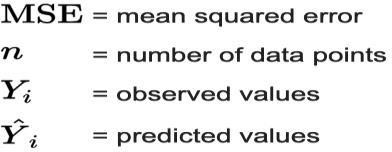 MSE = mean squared error
n = number of data points
Yᵢ = observed values
Ŷᵢ = predicted values